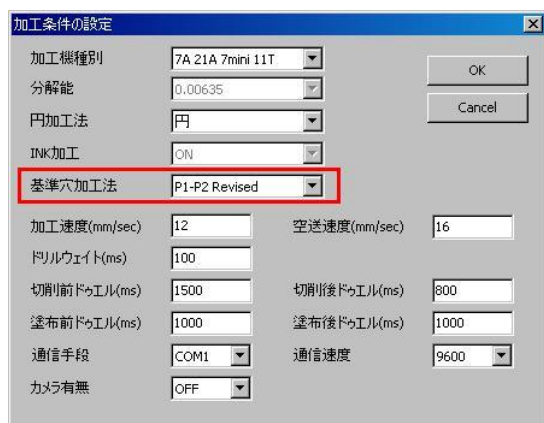 加工条件の設定
加工機種別 7A 21A 7mini 11T
OK
分解能 0.00635
Cancel
円加工法 円
INK加工 ON
基準穴加工法 P1-P2 Revised
加工速度(mm/sec) 12 空送速度(mm/sec) 16
ドリルウェイト(ms) 100
切削前ドゥエル(ms) 1500 切削後ドゥエル(ms) 800
塗布前ドゥエル(ms) 1000 塗布後ドゥエル(ms) 1000
通信手段 COM1 通信速度 9600
カメラ有無 OFF